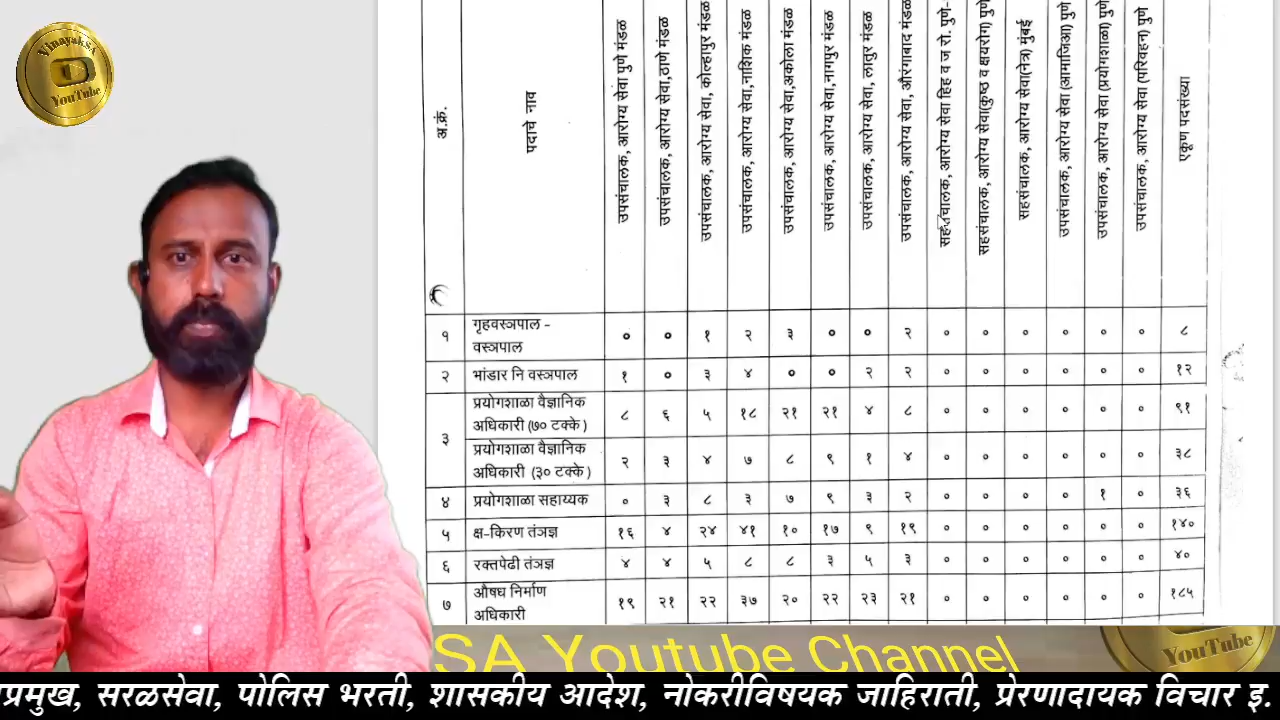 VinayakSA
YouTube
अ.क्रं.
पदाचे नाव
उपसंचालक, आरोग्य सेवा पुणे मंडळ
उपसंचालक, आरोग्य सेवा,ठाणे मंडळ
उपसंचालक, आरोग्य सेवा, कोल्हापुर मंडळ
उपसंचालक, आरोग्य सेवा,नाशिक मंडळ
उपसंचालक, आरोग्य सेवा,अकोला मंडळ
उपसंचालक, आरोग्य सेवा,नागपुर मंडळ
उपसंचालक, आरोग्य सेवा, लातुर मंडळ
उपसंचालक, आरोग्य सेवा, औरंगाबाद मंडळ
सहसंचालक, आरोग्य सेवा हिह व ज रो. पुणे-
सहसंचालक, आरोग्य सेवा(कुष्ठ व क्षयरोग) पुणे
सहसंचालक, आरोग्य सेवा(नेत्र) मुंबई
उपसंचालक, आरोग्य सेवा (आमाजिआ) पुणे
उपसंचालक, आरोग्य सेवा (प्रयोगशाळा) पुणे
उपसंचालक, आरोग्य सेवा (परिवहन) पुणे
एकूण पदसंख्या
१ गृहवस्त्रपाल - ० ० १ २ ३ ० ० २ ० ० ० ० ० ० ८
वस्त्रपाल
२ भांडार नि वस्त्रपाल १ ० ३ ४ ० ० २ २ ० ० ० ० ० ० १२
३ प्रयोगशाळा वैज्ञानिक
अधिकारी (७० टक्के ) ८ ६ ५ १८ २१ २१ ४ ८ ० ० ० ० ० ० ९१
प्रयोगशाळा वैज्ञानिक
अधिकारी (३० टक्के ) २ ३ ४ ७ ८ ९ १ ४ ० ० ० ० ० ० ३८
४ प्रयोगशाळा सहाय्यक ० ३ ८ ३ ७ ९ ३ २ ० ० ० ० १ ० ३६
५ क्ष-किरण तंत्रज्ञ १६ ४ २४ ४१ १० १७ ९ १९ ० ० ० ० ० ० १४०
६ रक्तपेढी तंत्रज्ञ ४ ४ ५ ८ ८ ३ ५ ३ ० ० ० ० ० ० ४०
७ औषध निर्माण
अधिकारी १९ २१ २२ ३७ २० २२ २३ २१ ० ० ० ० ० ० १८५
SA Youtube Channel
YouTube
प्रमुख, सरळसेवा, पोलिस भरती, शासकीय आदेश, नोकरीविषयक जाहिराती, प्रेरणादायक विचार इ.